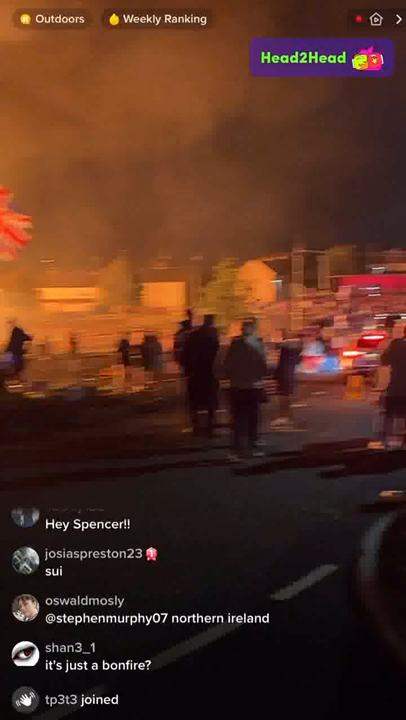 Outdoors
Weekly Ranking
Head2Head
Hey Spencer!!
josiaspreston23
sui
oswaldmosly
@stephenmurphy07 northern ireland
shan3_1
it's just a bonfire?
tp3t3 joined